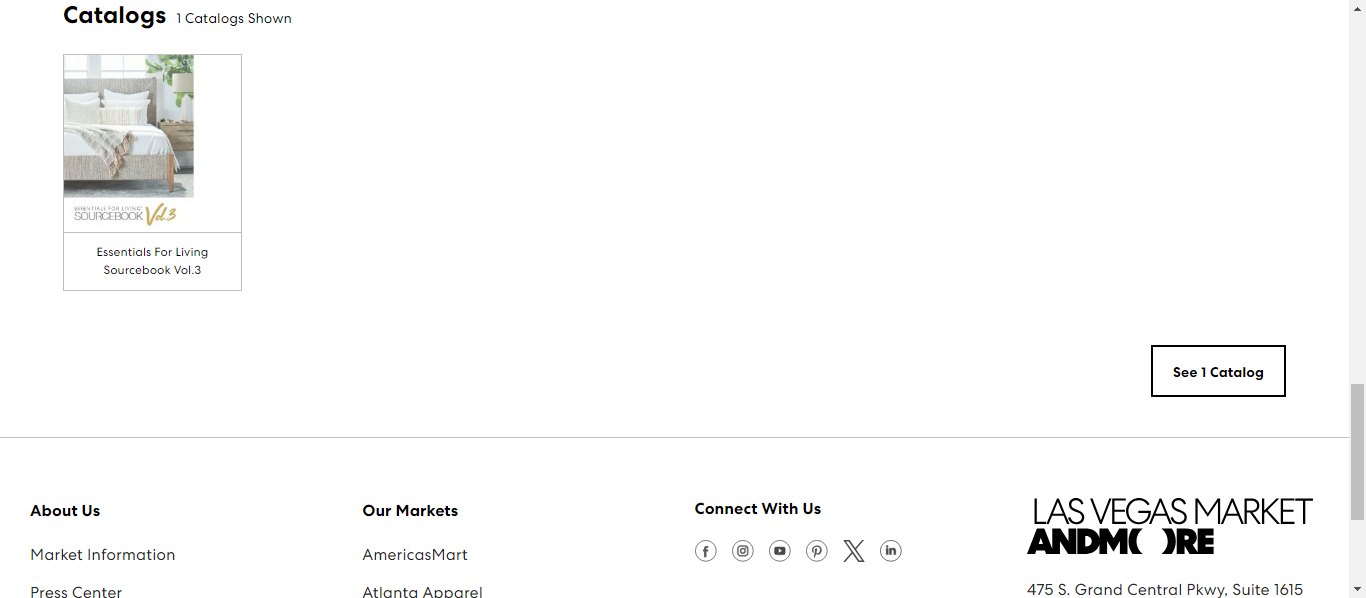 Catalogs 1 Catalogs Shown
ESSENTIALS FOR LIVING
SOURCEBOOK Vol.3
Essentials For Living
Sourcebook Vol.3
See 1 Catalog
About Us
Market Information
Press Center
Our Markets
AmericasMart
Atlanta Apparel
Connect With Us
LAS VEGAS MARKET
ANDMORE
475 S. Grand Central Pkwy, Suite 1615